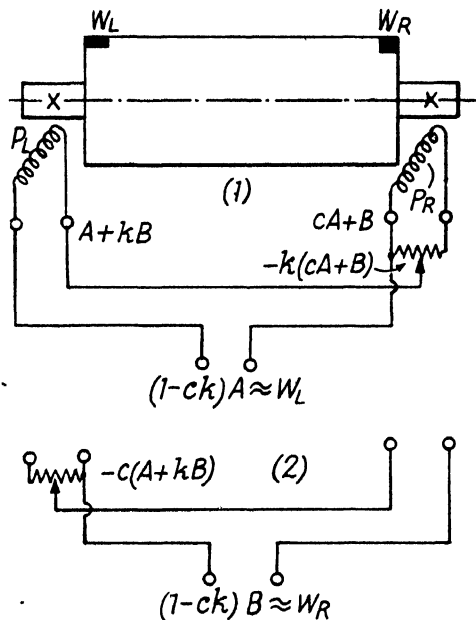 W_L W_R
x x
P_L
(1)
P_R
A+kB cA+B
-k(cA+B)
(1-ck)A≈W_L
-c(A+kB) (2)
(1-ck)B≈W_R